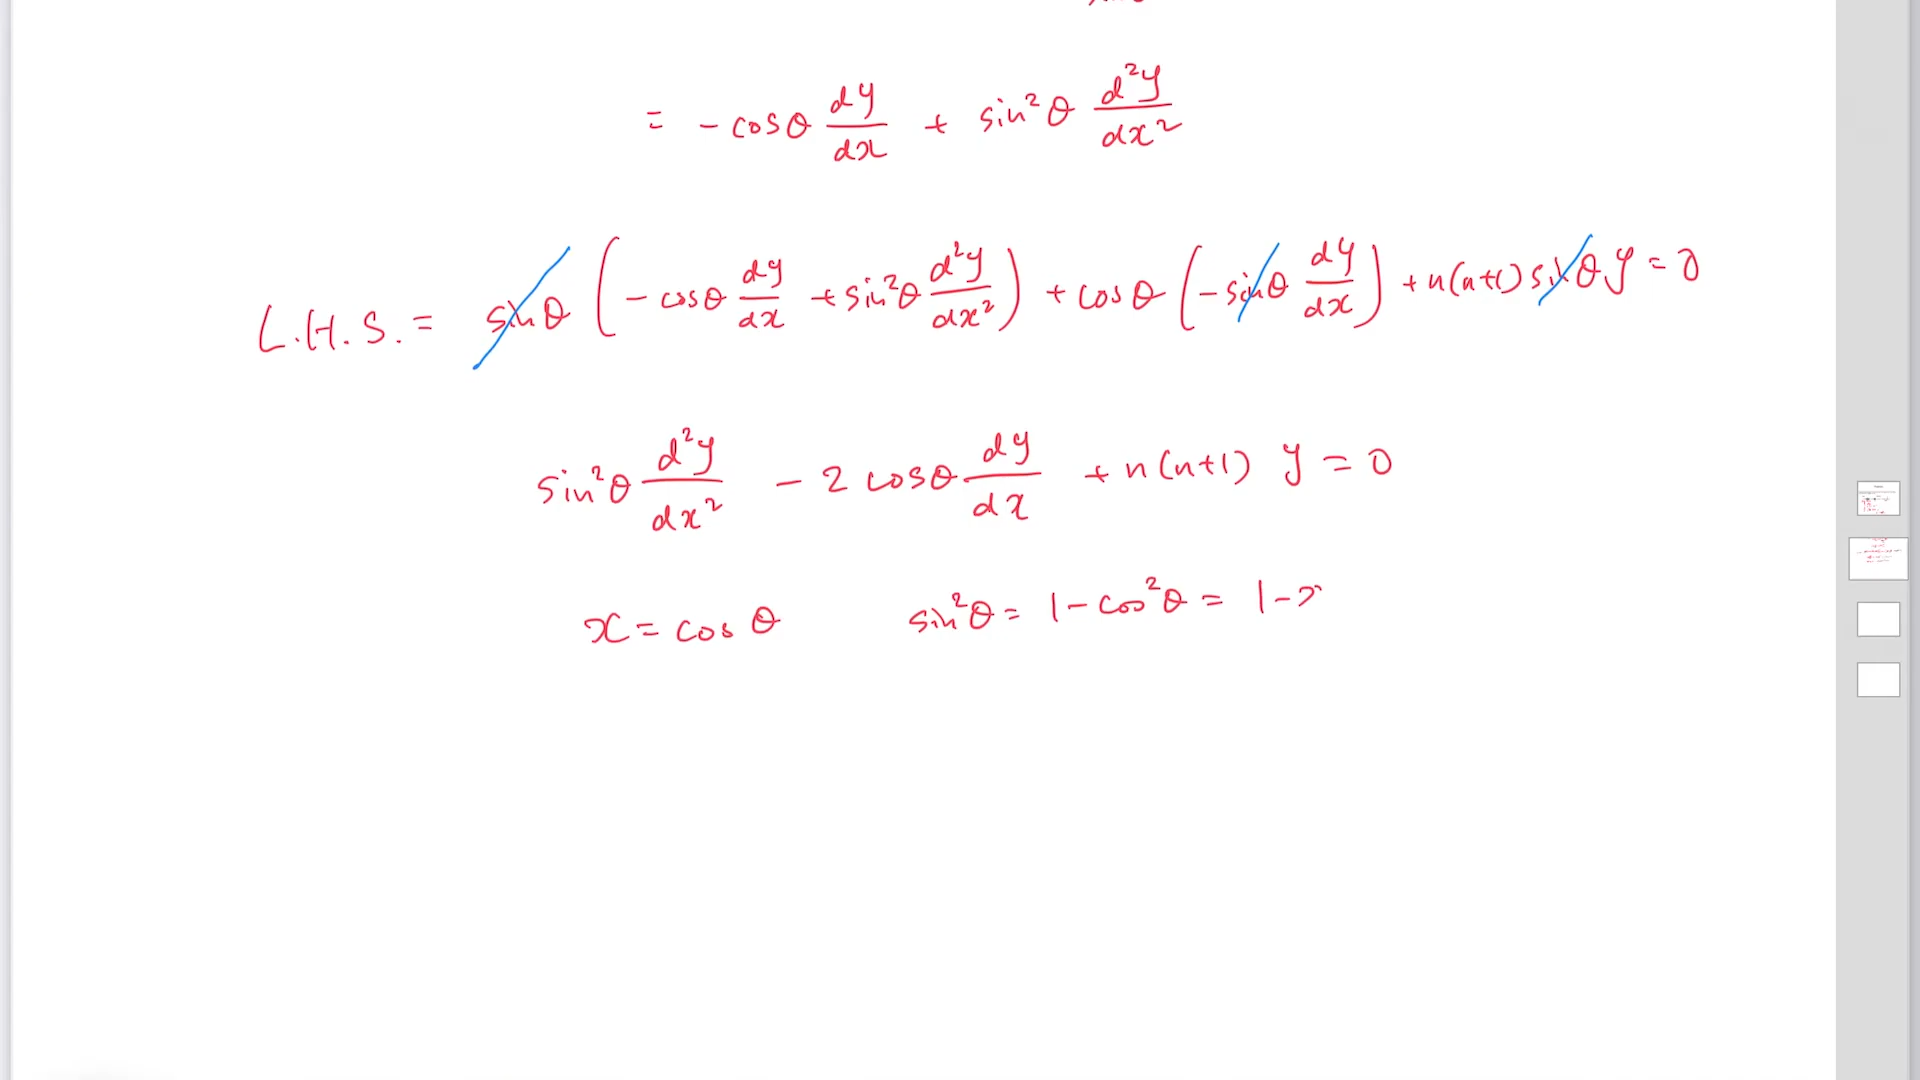 = - cosθ dy/dx + sin²θ d²y/dx²
L.H.S. = sinθ ( - cosθ dy/dx + sin²θ d²y/dx² ) + cosθ ( - sinθ dy/dx ) + n(n+1) sinθ y = 0
sin²θ d²y/dx² - 2 cosθ dy/dx + n(n+1) y = 0
x = cos θ sin²θ = 1 - cos²θ = 1 -